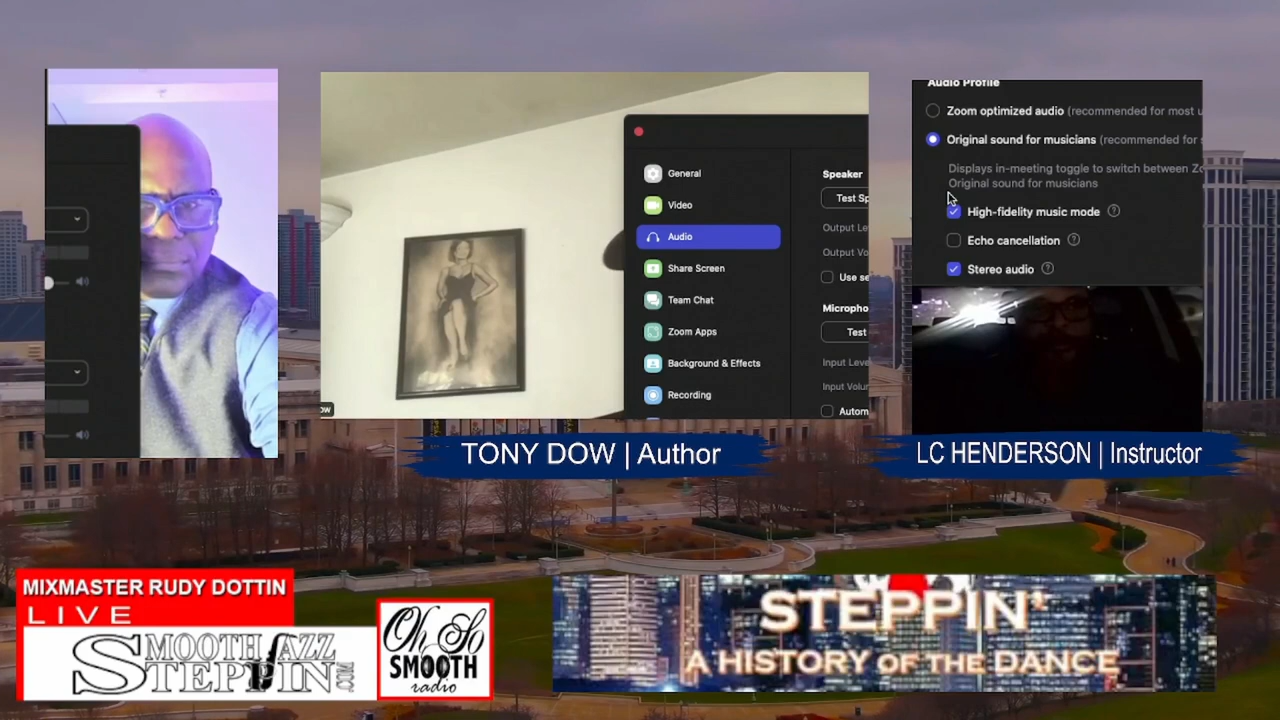 General
Video
Audio
Share Screen
Team Chat
Zoom Apps
Background & Effects
Recording
Speaker
Test Sp
Output Le
Output Vo
Use se
Micropho
Test
Input Leve
Input Volur
Autom
ow
Audio Profile
Zoom optimized audio (recommended for most u
Original sound for musicians (recommended for s
Displays in-meeting toggle to switch between Zo
Original sound for musicians
High-fidelity music mode
Echo cancellation
Stereo audio
TONY DOW | Author
LC HENDERSON | Instructor
MIXMASTER RUDY DOTTIN
LIVE
SMOOTH JAZZ
STEPPIN
.COM
Oh So
SMOOTH
radio
STEPPIN'
A HISTORY OF THE DANCE